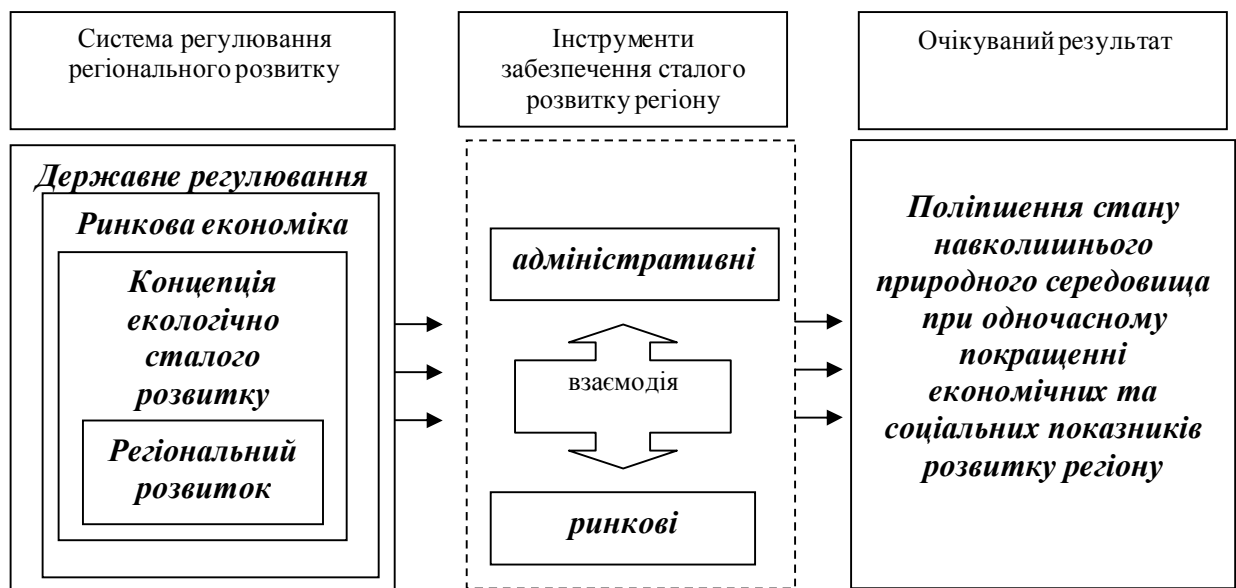 Система регулювання
регіонального розвитку
Інструменти
забезпечення сталого
розвитку регіону
Очікуваний результат
Державне регулювання
Ринкова економіка
Концепція
екологічно
сталого
розвитку
Регіональний
розвиток
адміністративні
взаємодія
ринкові
Поліпшення стану
навколишнього
природного середовища
при одночасному
покращенні
економічних та
соціальних показників
розвитку регіону